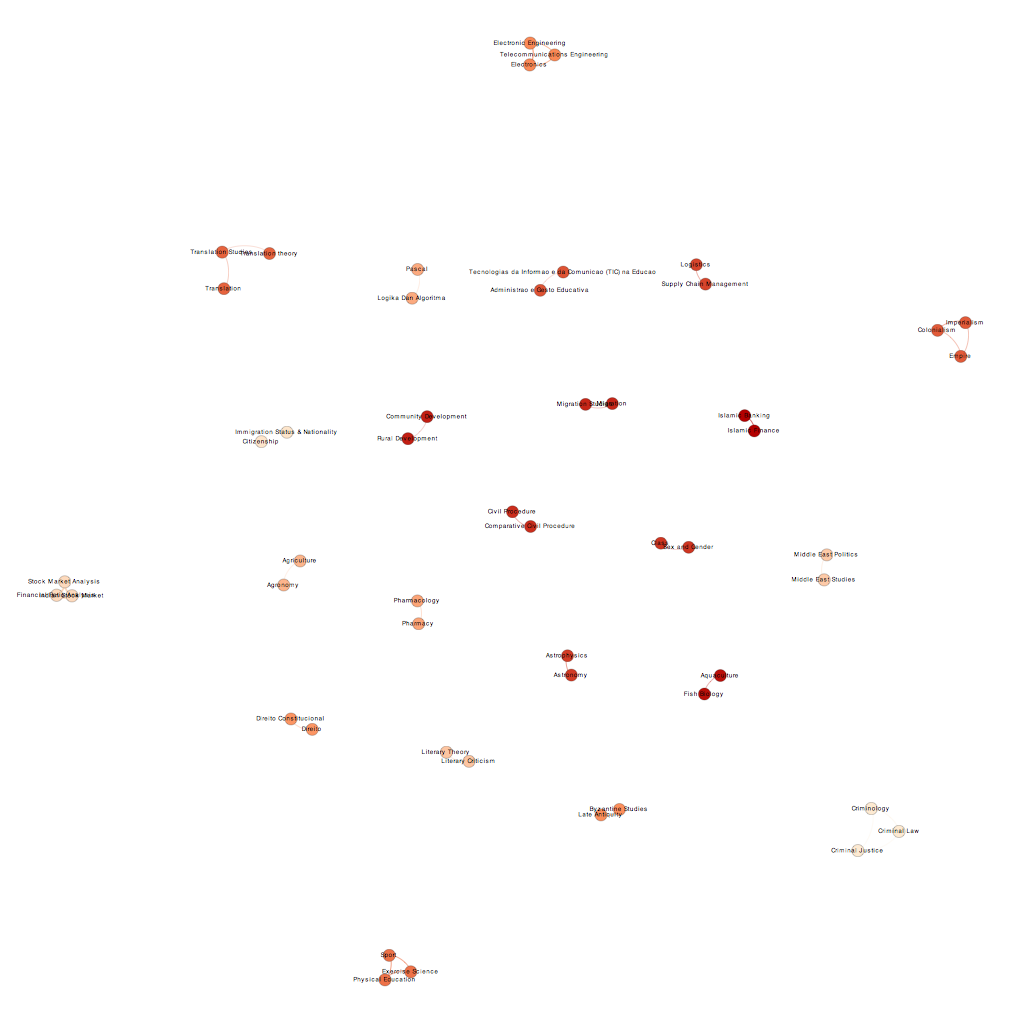 Electronic Engineering
Telecommunications Engineering
Electronics
Translation Studies
Translation theory
Translation
Pascal
Logika Dan Algoritma
Tecnologias da Informao e da Comunicao (TIC) na Educao
Administrao e Gesto Educativa
Logistics
Supply Chain Management
Imperialism
Colonialism
Empire
Migration Studies
Migration
Community Development
Rural Development
Islamic Banking
Islamic Finance
Immigration Status & Nationality
Citizenship
Civil Procedure
Comparative Civil Procedure
Class
Sex and Gender
Middle East Politics
Middle East Studies
Agriculture
Agronomy
Stock Market Analysis
Financial
Stock Market
Pharmacology
Pharmacy
Astrophysics
Astronomy
Aquaculture
Fish Biology
Direito Constitucional
Direito
Literary Theory
Literary Criticism
Byzantine Studies
Late Antiquity
Criminology
Criminal Law
Criminal Justice
Sport
Exercise Science
Physical Education